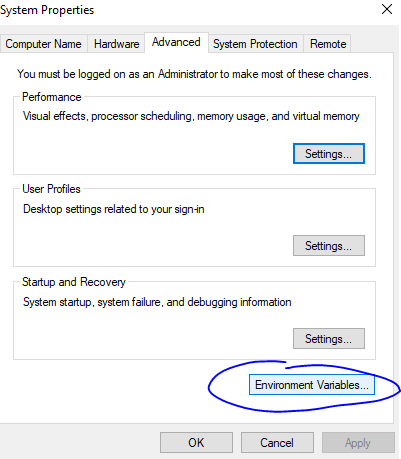 System Properties
Computer Name Hardware Advanced System Protection Remote
You must be logged on as an Administrator to make most of these changes.
Performance
Visual effects, processor scheduling, memory usage, and virtual memory
Settings...
User Profiles
Desktop settings related to your sign-in
Settings...
Startup and Recovery
System startup, system failure, and debugging information
Settings...
Environment Variables...
OK Cancel Apply